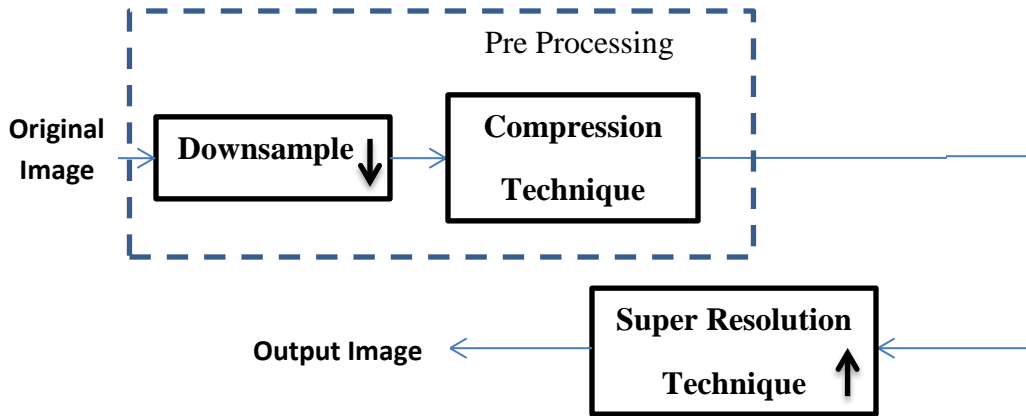 Pre Processing
Original
Image
Downsample
Compression
Technique
Super Resolution
Technique
Output Image